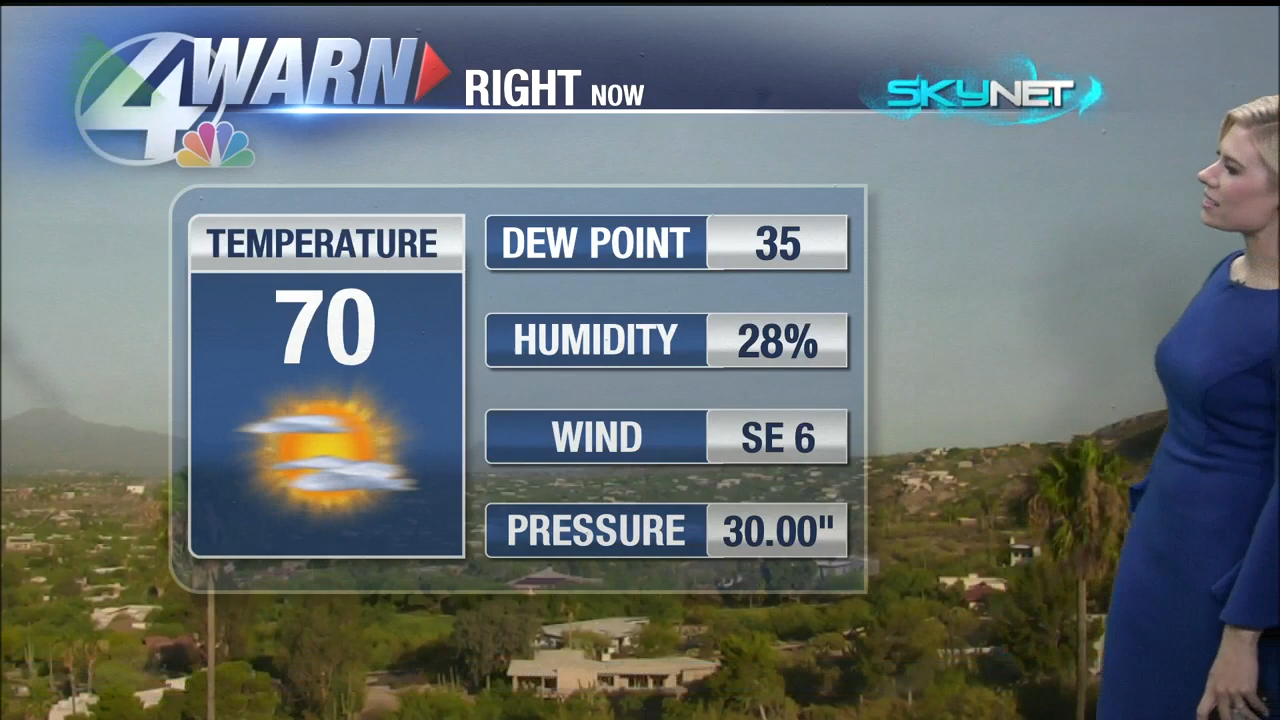 4WARN RIGHT NOW
SKYNET
TEMPERATURE
70
DEW POINT 35
HUMIDITY 28%
WIND SE 6
PRESSURE 30.00"